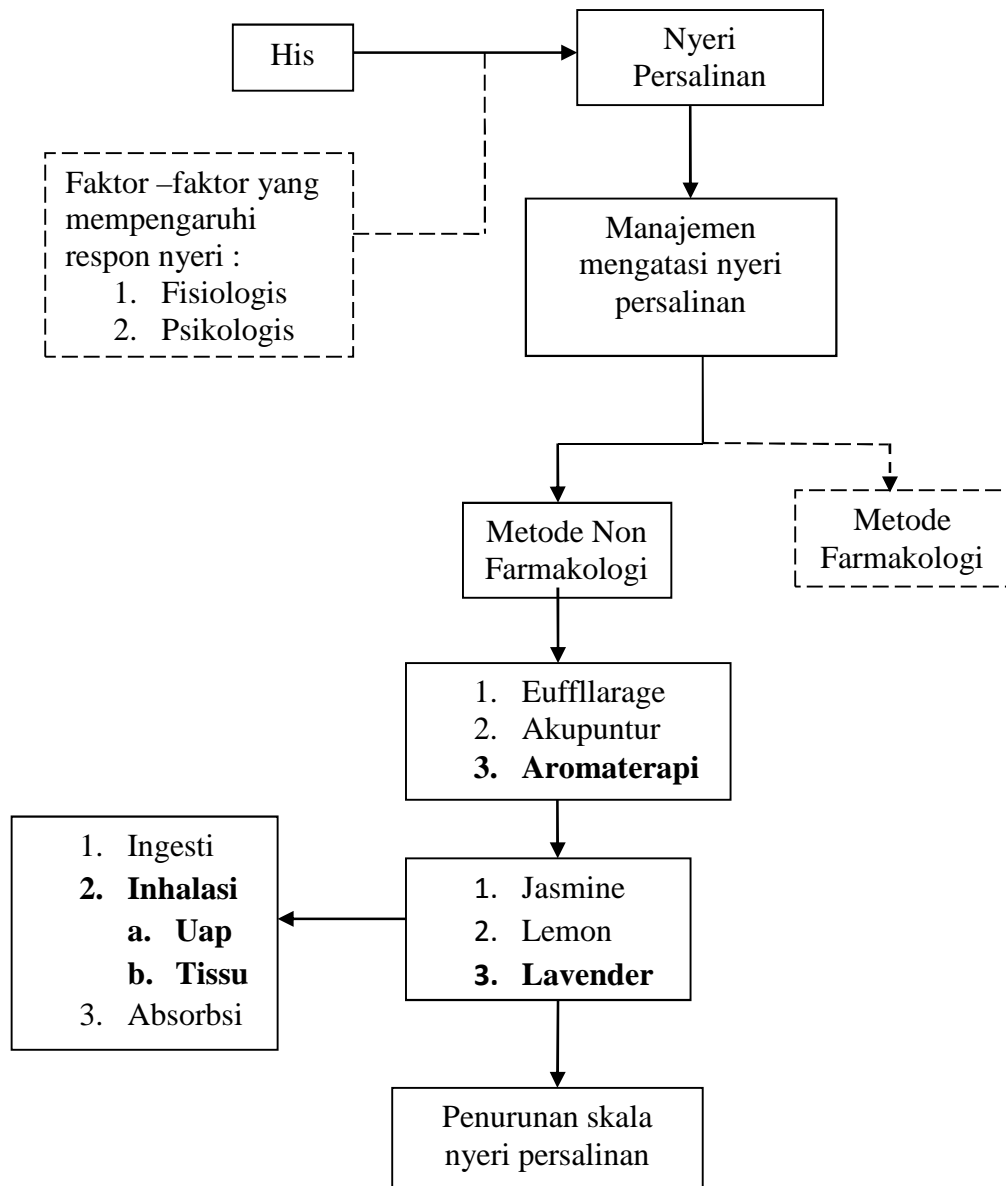 His
Nyeri
Persalinan
Faktor –faktor yang
mempengaruhi
respon nyeri :
1. Fisiologis
2. Psikologis
Manajemen
mengatasi nyeri
persalinan
Metode Non
Farmakologi
Metode
Farmakologi
1. Euffllarage
2. Akupuntur
3. Aromaterapi
1. Ingesti
2. Inhalasi
a. Uap
b. Tissu
3. Absorbsi
1. Jasmine
2. Lemon
3. Lavender
Penurunan skala
nyeri persalinan